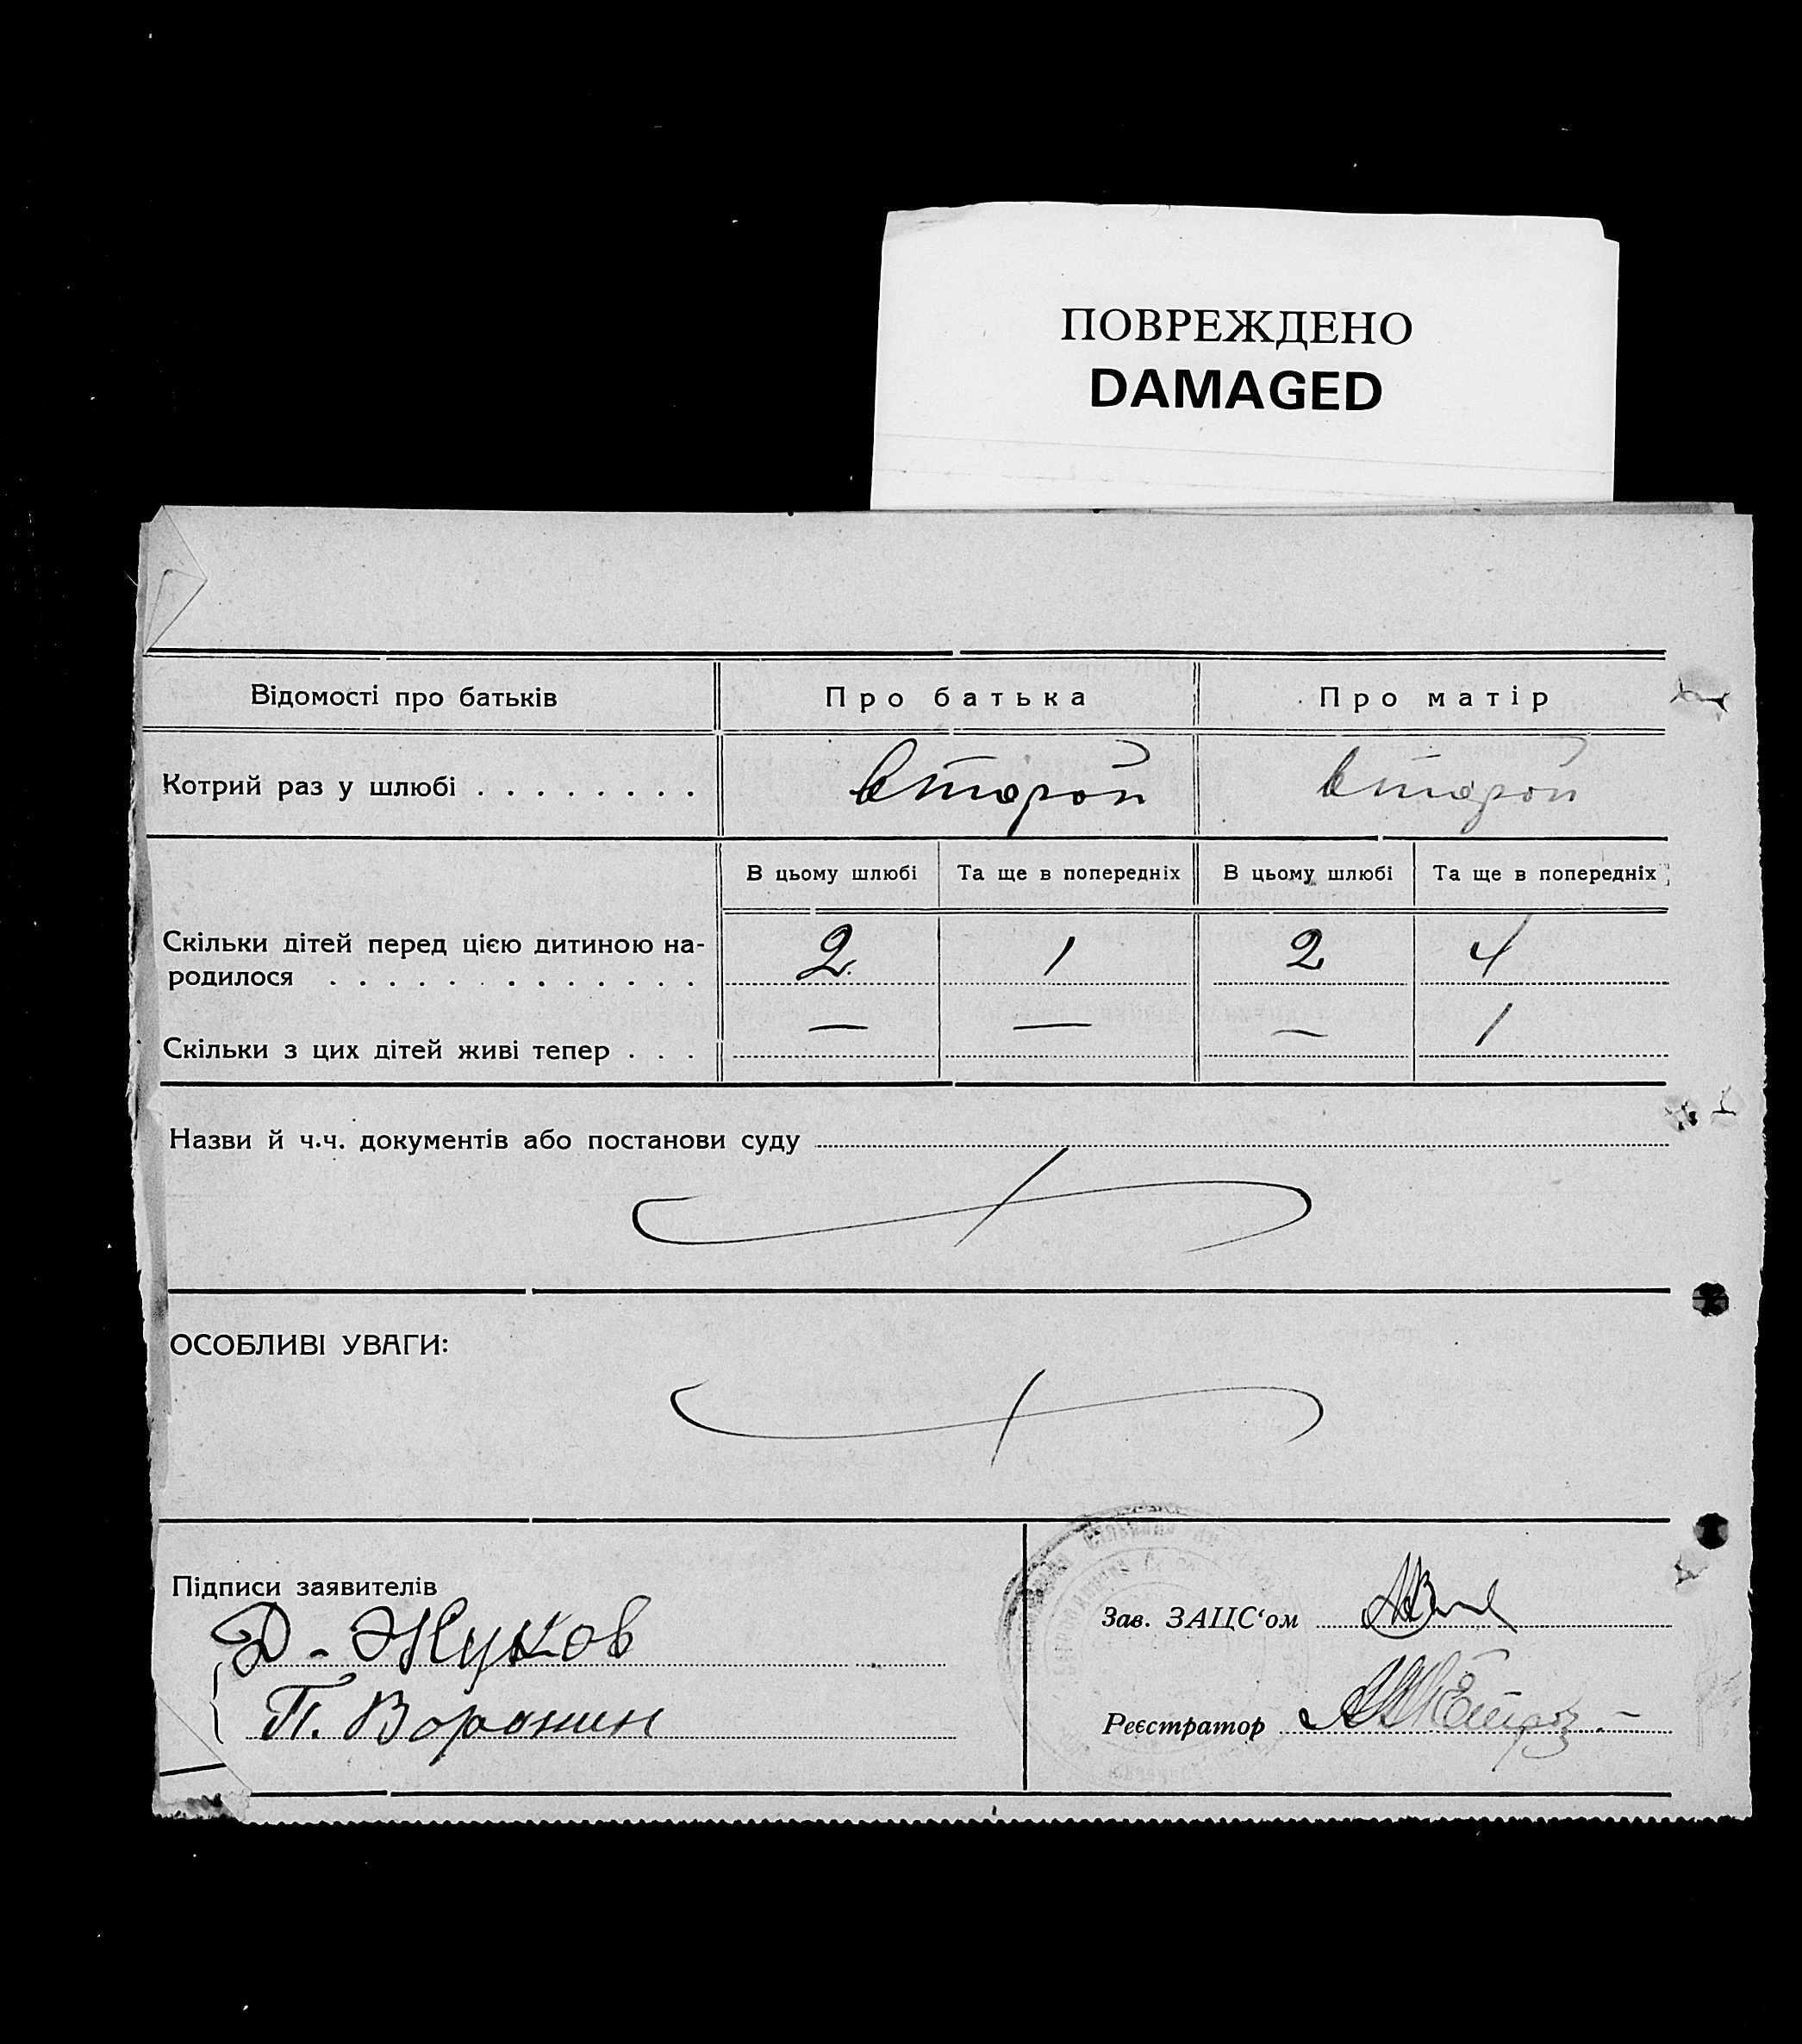 ПОВРЕЖДЕНО
DAMAGED
Відомості про батьків Про батька Про матір
Котрий раз у шлюбі . . . . . . . . второй второй
В цьому шлюбі Та ще в попередніх В цьому шлюбі Та ще в попередніх
Скільки дітей перед цією дитиною на-
родилося . . . . . . . . . . . . . 2 1 2 4
Скільки з цих дітей живі тепер . . . — — — 1
Назви й ч.ч. документів або постанови суду
ОСОБЛИВІ УВАГИ:
Підписи заявителів
Д. Жуков
П. Воронин
Зав. ЗАЦС‘ом
Реєстратор